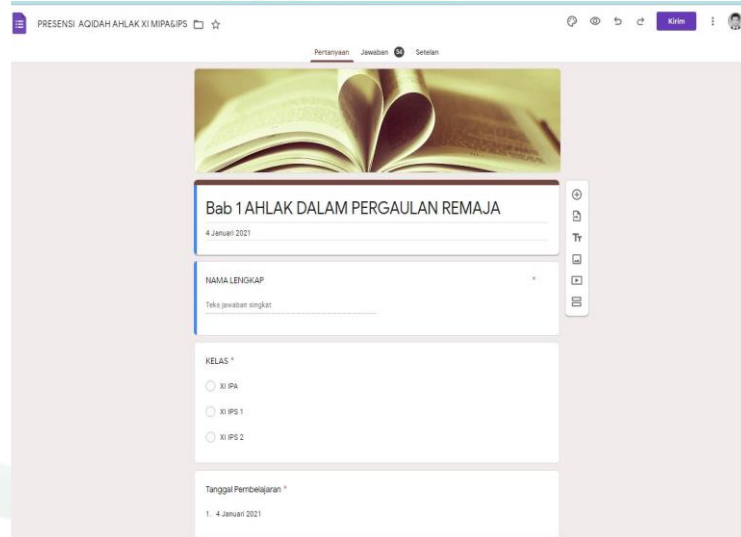 PRESENSI AQIDAH AHLAK XI MIPA&IPS
Kirim
Pertanyaan Jawaban 54 Setelan
Bab 1 AHLAK DALAM PERGAULAN REMAJA
4 Januari 2021
NAMA LENGKAP *
Teks jawaban singkat
KELAS *
XI IPA
XI IPS 1
XI IPS 2
Tanggal Pembelajaran *
1. 4 Januari 2021